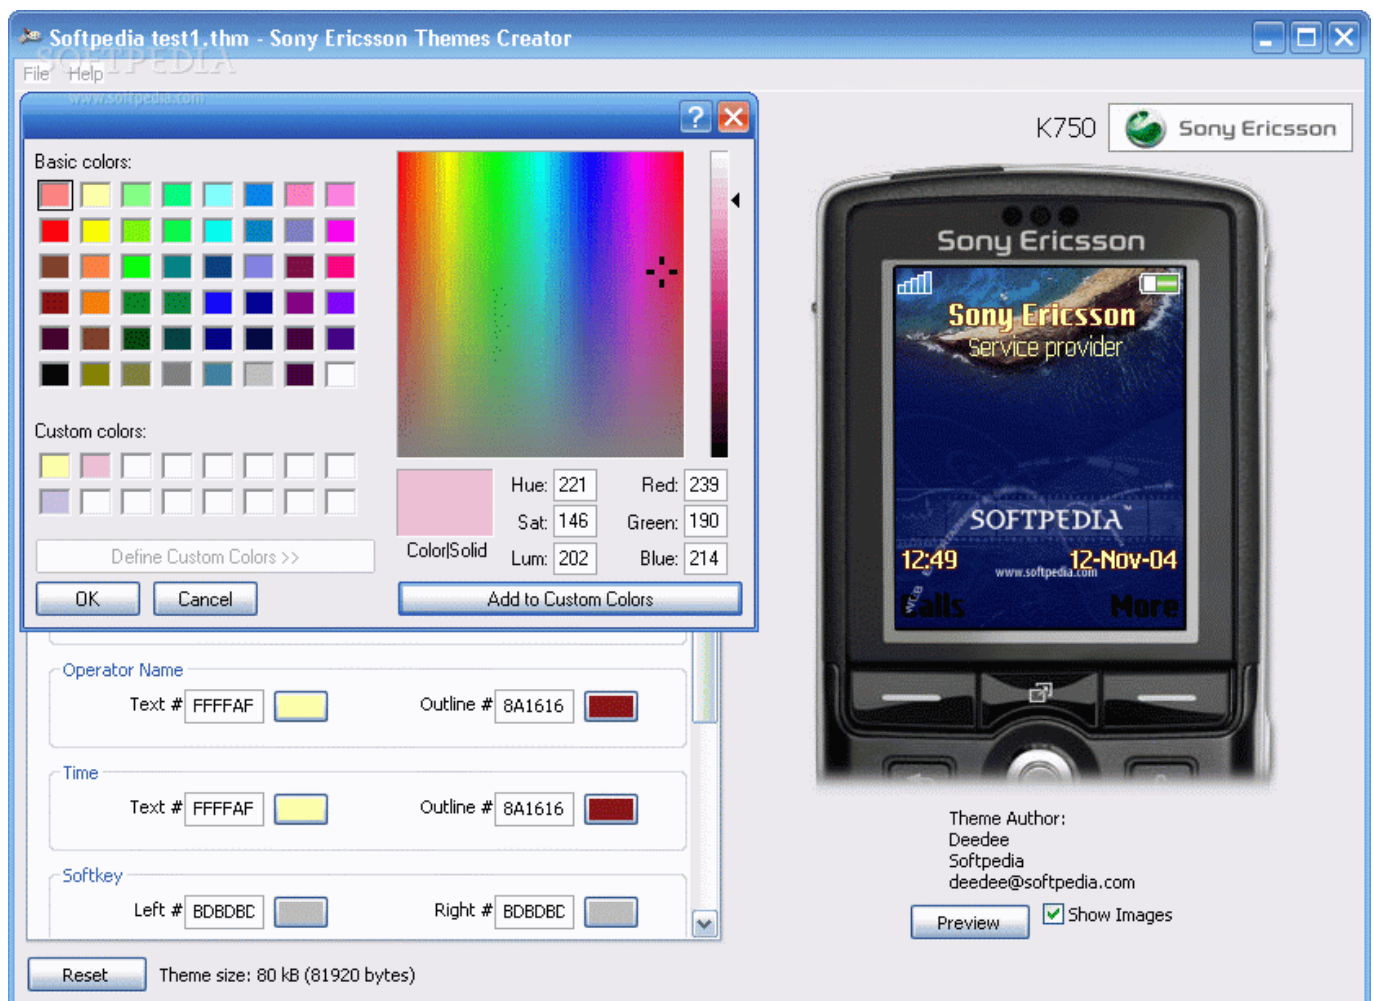 Softpedia test1.thm - Sony Ericsson Themes Creator
SOFTPEDIA
File Help
www.softpedia.com
K750 Sony Ericsson
Basic colors:
Custom colors:
Define Custom Colors >>
OK Cancel
Color|Solid
Hue: 221 Red: 239
Sat: 146 Green: 190
Lum: 202 Blue: 214
Add to Custom Colors
Sony Ericsson
Sony Ericsson
Service provider
SOFTPEDIA™
12:49 12-Nov-04
www.softpedia.com
Calls More
Operator Name
Text # FFFFAF Outline # 8A1616
Time
Text # FFFFAF Outline # 8A1616
Softkey
Left # BDBDBD Right # BDBDBD
Theme Author:
Deedee
Softpedia
deedee@softpedia.com
Preview Show Images
Reset Theme size: 80 kB (81920 bytes)